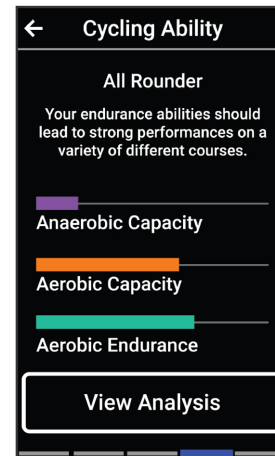 Cycling Ability
All Rounder
Your endurance abilities should
lead to strong performances on a
variety of different courses.
Anaerobic Capacity
Aerobic Capacity
Aerobic Endurance
View Analysis